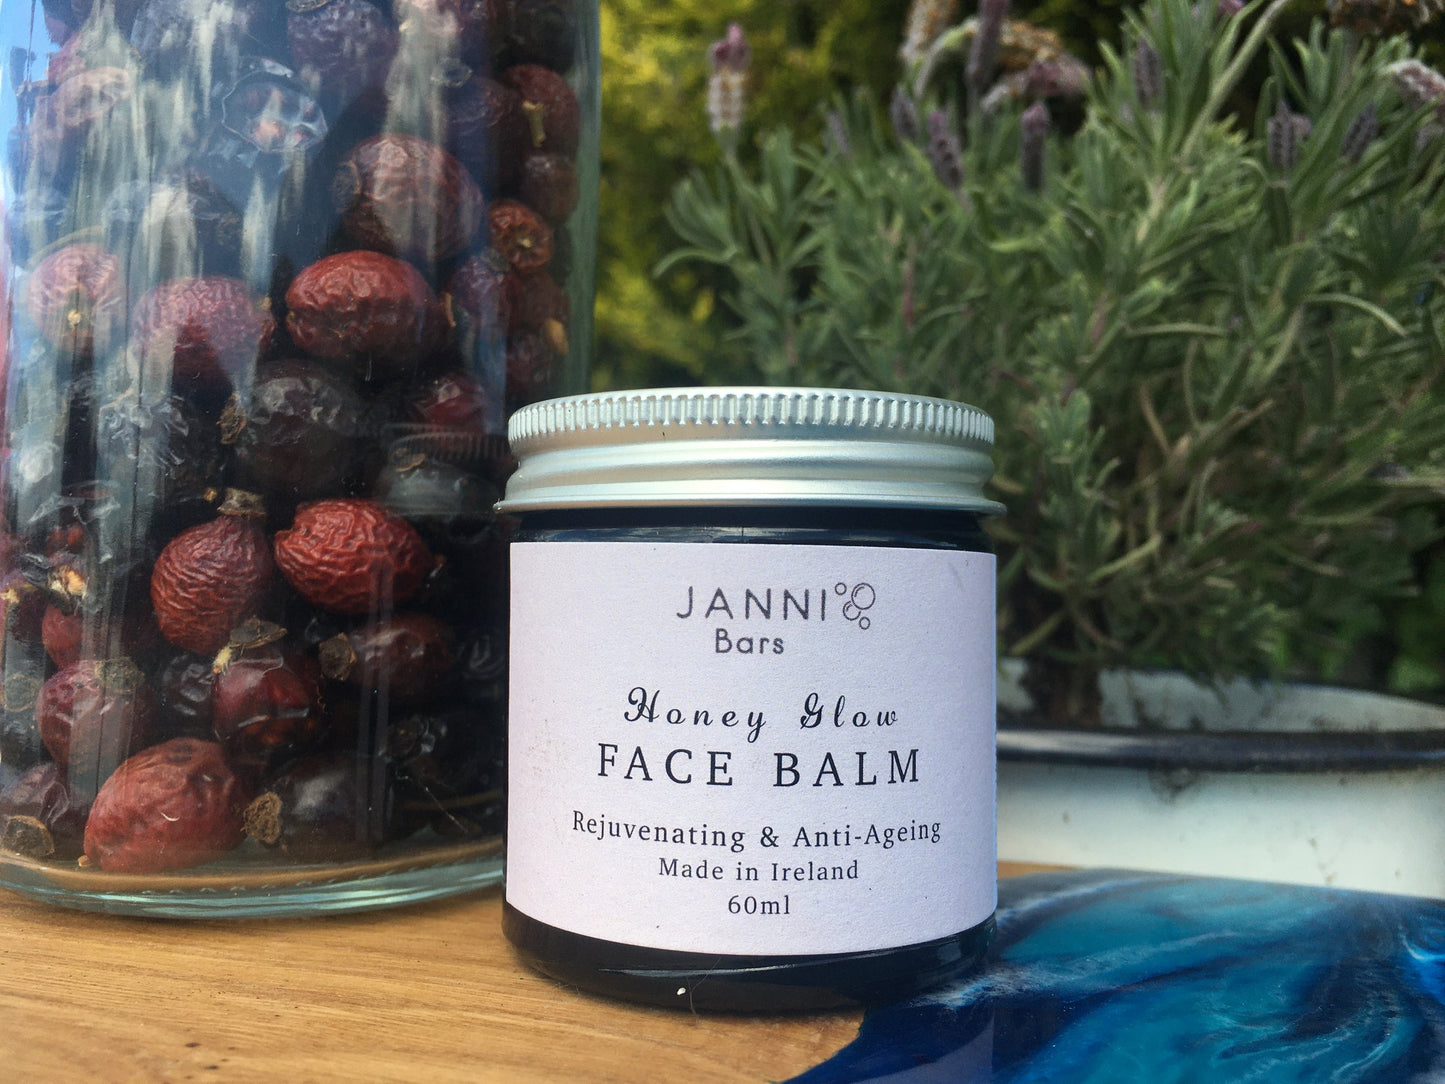 JANNI
Bars
Honey Glow
FACE BALM
Rejuvenating & Anti-Ageing
Made in Ireland
60ml